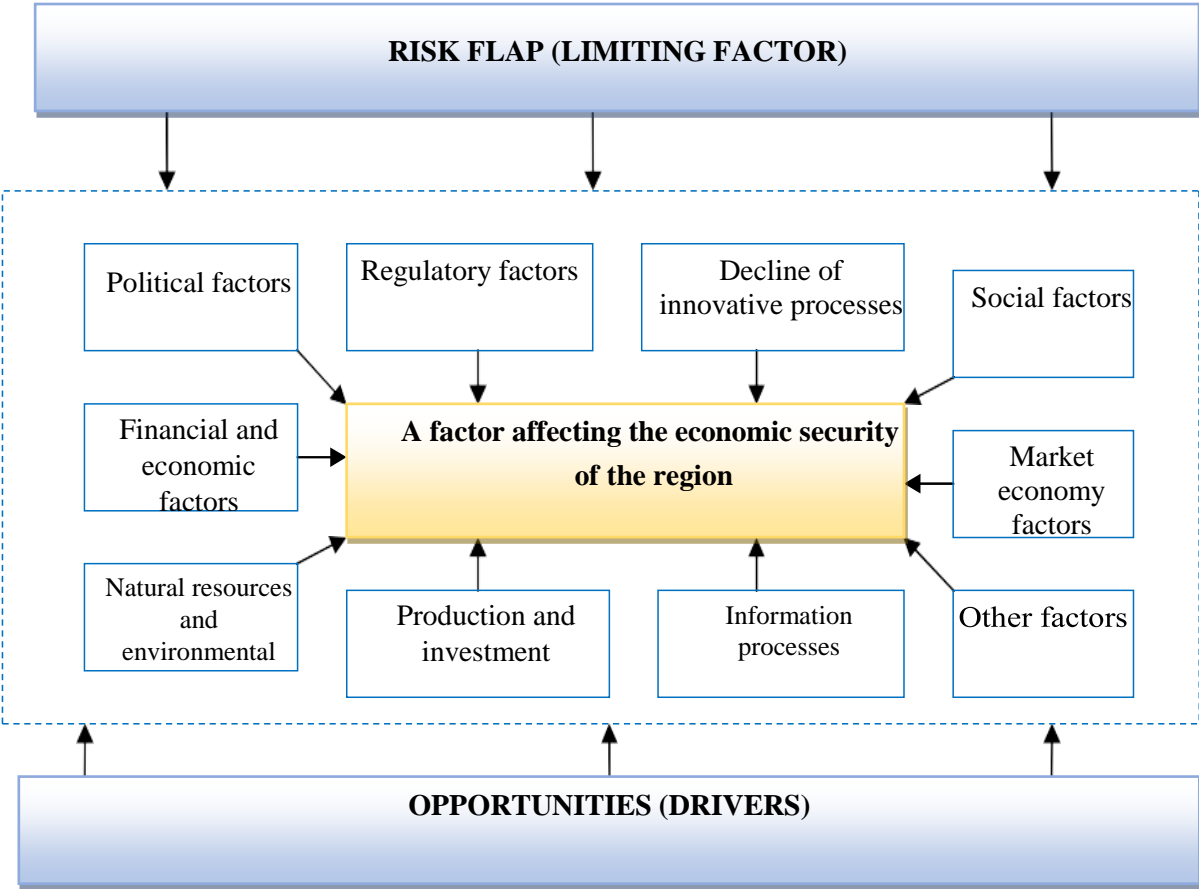 RISK FLAP (LIMITING FACTOR)
Political factors
Regulatory factors
Decline of
innovative processes
Social factors
Financial and
economic
factors
A factor affecting the economic security
of the region
Market
economy
factors
Natural resources
and
environmental
Production and
investment
Information
processes
Other factors
OPPORTUNITIES (DRIVERS)